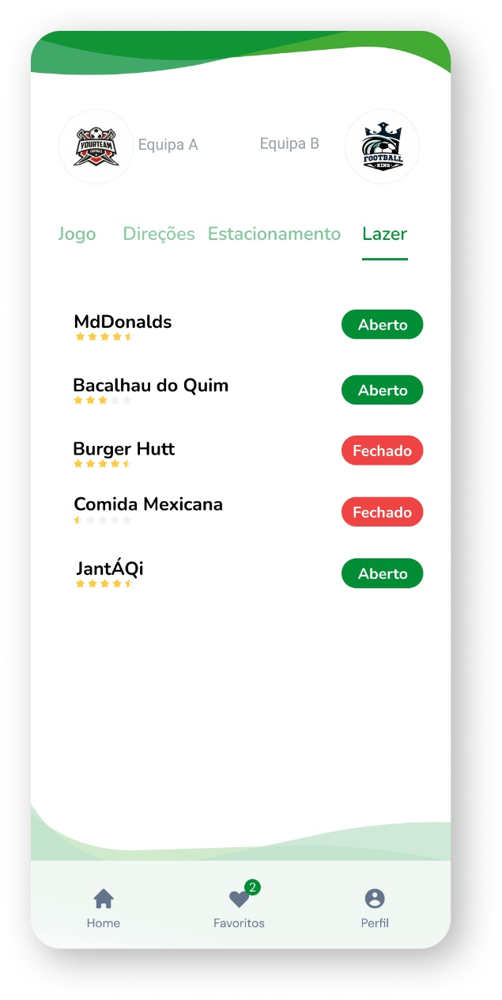 YOURTEAM
FOOTBALL
Equipa A
Equipa B
FOOTBALL
KING
Jogo Direções Estacionamento Lazer
MdDonalds Aberto
Bacalhau do Quim Aberto
Burger Hutt Fechado
Comida Mexicana Fechado
JantÁQi Aberto
2
Home Favoritos Perfil